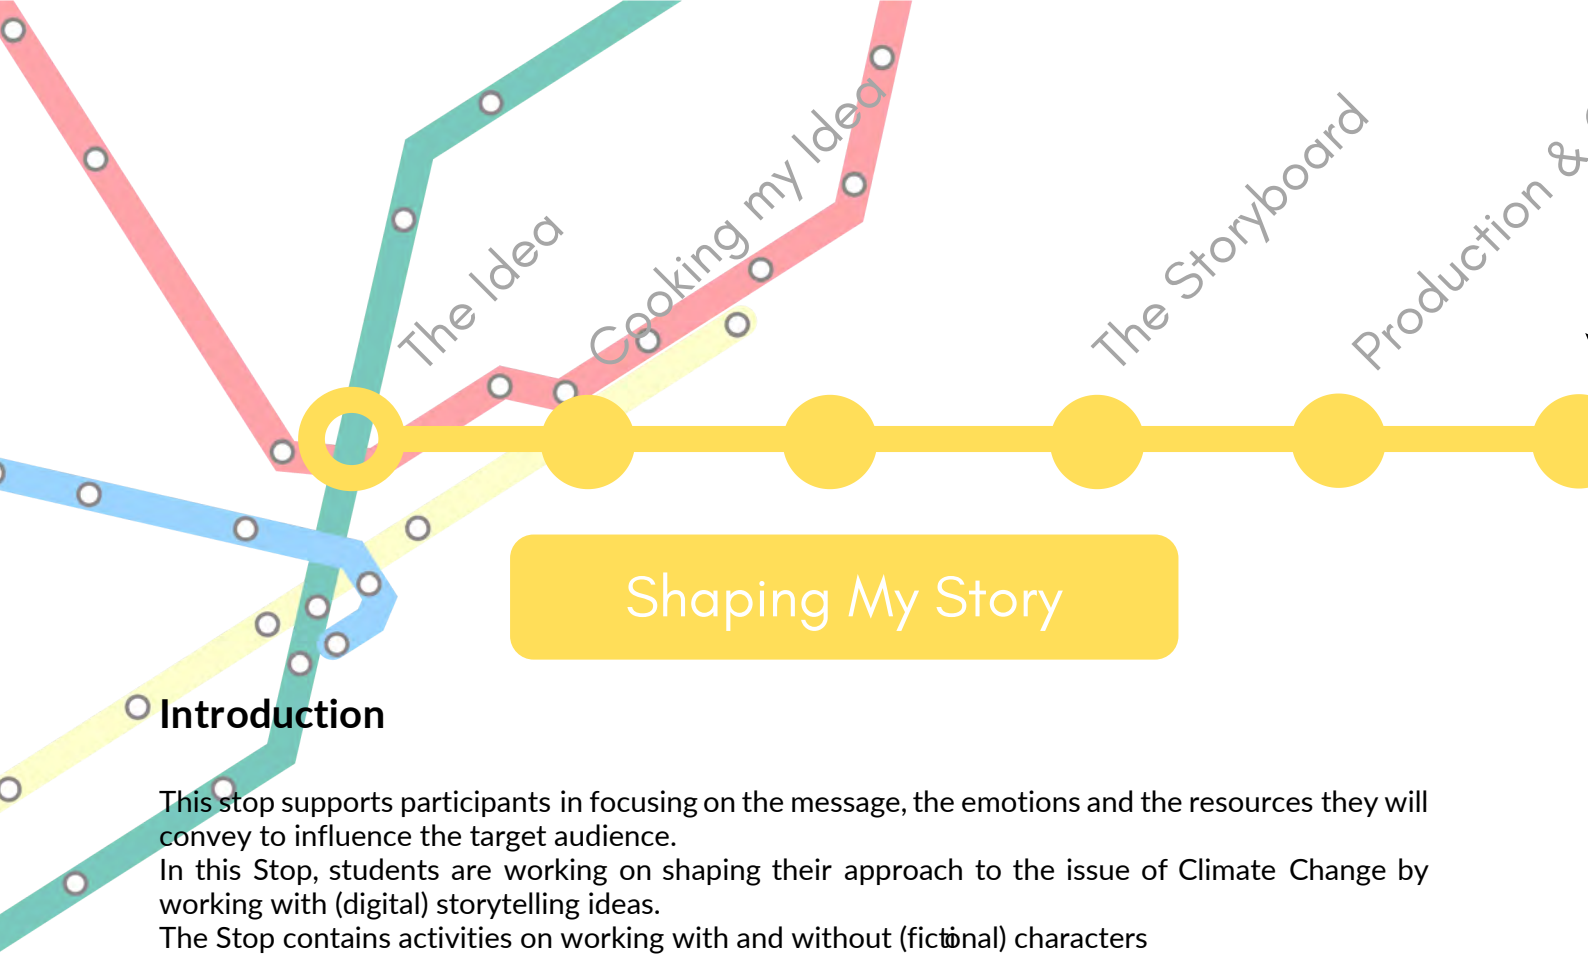 The Idea
Cooking my Idea
The Storyboard
Production &
Shaping My Story
Introduction
This stop supports participants in focusing on the message, the emotions and the resources they will
convey to influence the target audience.
In this Stop, students are working on shaping their approach to the issue of Climate Change by
working with (digital) storytelling ideas.
The Stop contains activities on working with and without (fictional) characters